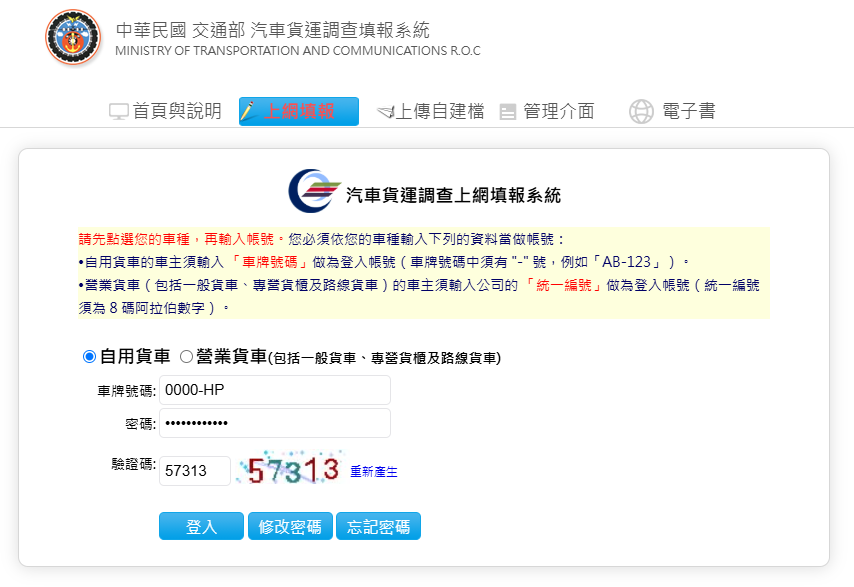 中華民國 交通部 汽車貨運調查填報系統
MINISTRY OF TRANSPORTATION AND COMMUNICATIONS R.O.C
首頁與說明 上網填報 上傳自建檔 管理介面 電子書
汽車貨運調查上網填報系統
請先點選您的車種，再輸入帳號。您必須依您的車種輸入下列的資料當做帳號：
•自用貨車的車主須輸入「車牌號碼」做為登入帳號（車牌號碼中須有 "-" 號，例如「AB-123」）。
•營業貨車（包括一般貨車、專營貨櫃及路線貨車）的車主須輸入公司的「統一編號」做為登入帳號（統一編號
須為 8 碼阿拉伯數字）。
自用貨車 營業貨車(包括一般貨車、專營貨櫃及路線貨車)
車牌號碼: 0000-HP
密碼: ••••••••••••
驗證碼: 57313 57313 重新產生
登入 修改密碼 忘記密碼